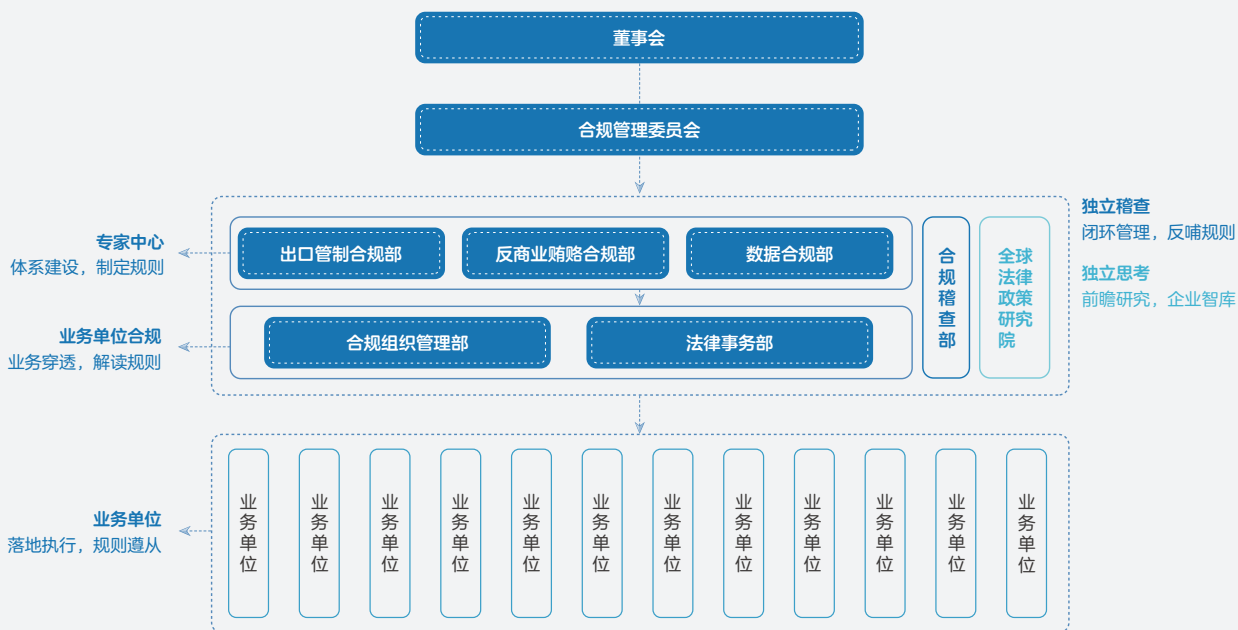 董事会
合规管理委员会
专家中心
体系建设，制定规则
出口管制合规部
反商业贿赂合规部
数据合规部
业务单位合规
业务穿透，解读规则
合规组织管理部
法律事务部
合规稽查部
全球法律政策研究院
独立稽查
闭环管理，反哺规则
独立思考
前瞻研究，企业智库
业务单位
落地执行，规则遵从
业务单位
业务单位
业务单位
业务单位
业务单位
业务单位
业务单位
业务单位
业务单位
业务单位
业务单位
业务单位